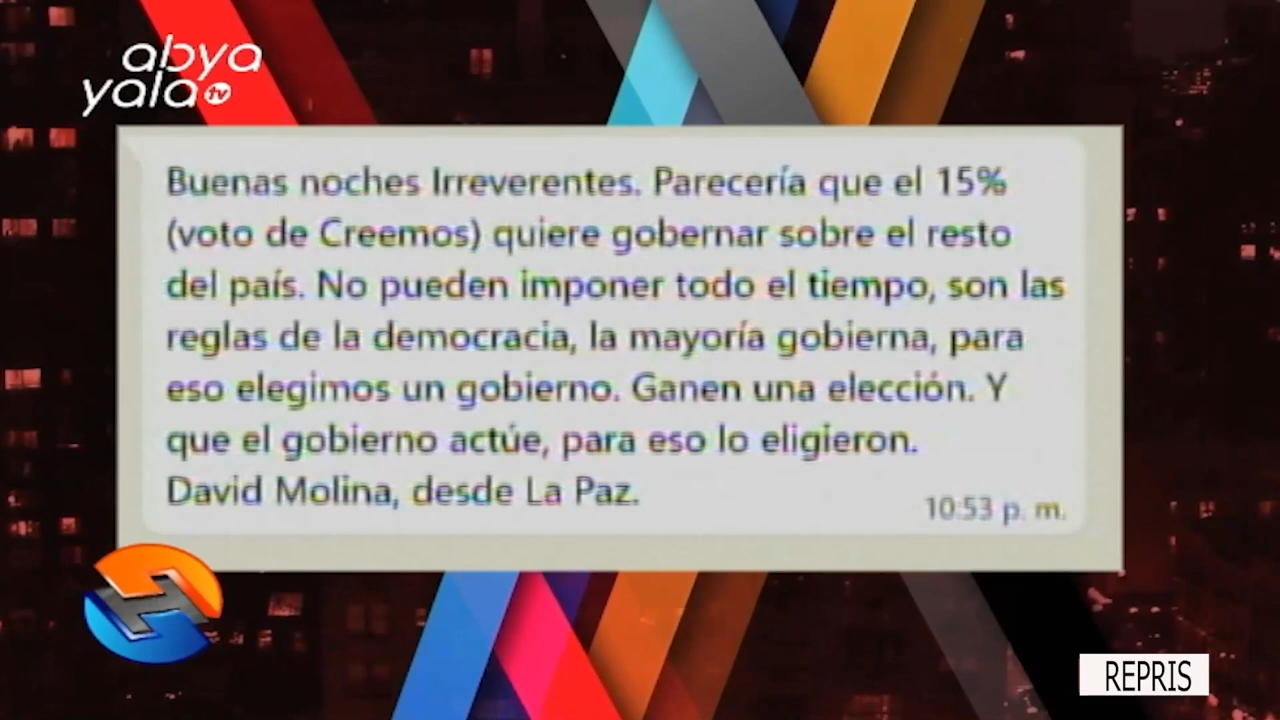 abya
yala tv
Buenas noches Irreverentes. Parecería que el 15%
(voto de Creemos) quiere gobernar sobre el resto
del país. No pueden imponer todo el tiempo, son las
reglas de la democracia, la mayoría gobierna, para
eso elegimos un gobierno. Ganen una elección. Y
que el gobierno actúe, para eso lo eligieron.
David Molina, desde La Paz.
10:53 p. m.
REPRIS